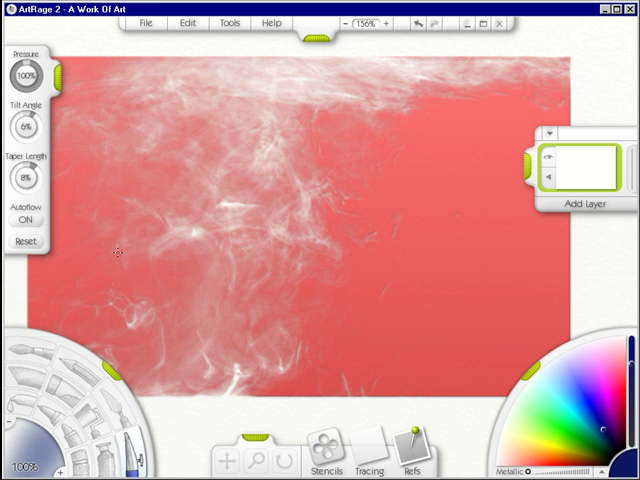 ArtRage 2 - A Work Of Art
File Edit Tools Help - 156% +
Pressure
100%
Tilt Angle
6%
Taper Length
8%
Autoflow
ON
Reset
Add Layer
100%
Stencils Tracing Refs
Metallic